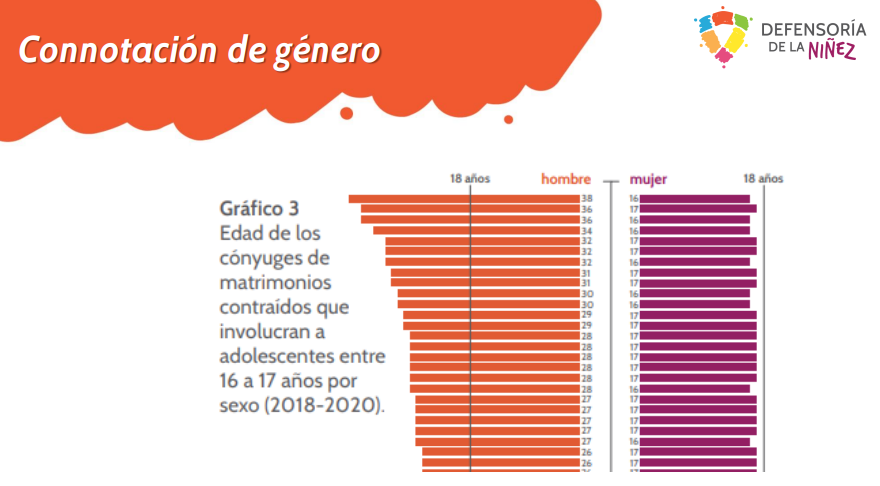 Connotación de género
DEFENSORÍA
DE LA NIÑEZ
18 años hombre mujer 18 años
Gráfico 3
Edad de los
cónyuges de
matrimonios
contraídos que
involucran a
adolescentes entre
16 a 17 años por
sexo (2018-2020).
38 16
36 17
36 16
34 16
32 17
32 17
32 16
31 17
31 17
30 16
30 16
29 17
29 17
28 17
28 17
28 17
28 17
28 17
28 16
27 17
27 17
27 17
27 17
27 16
26 17
26 17